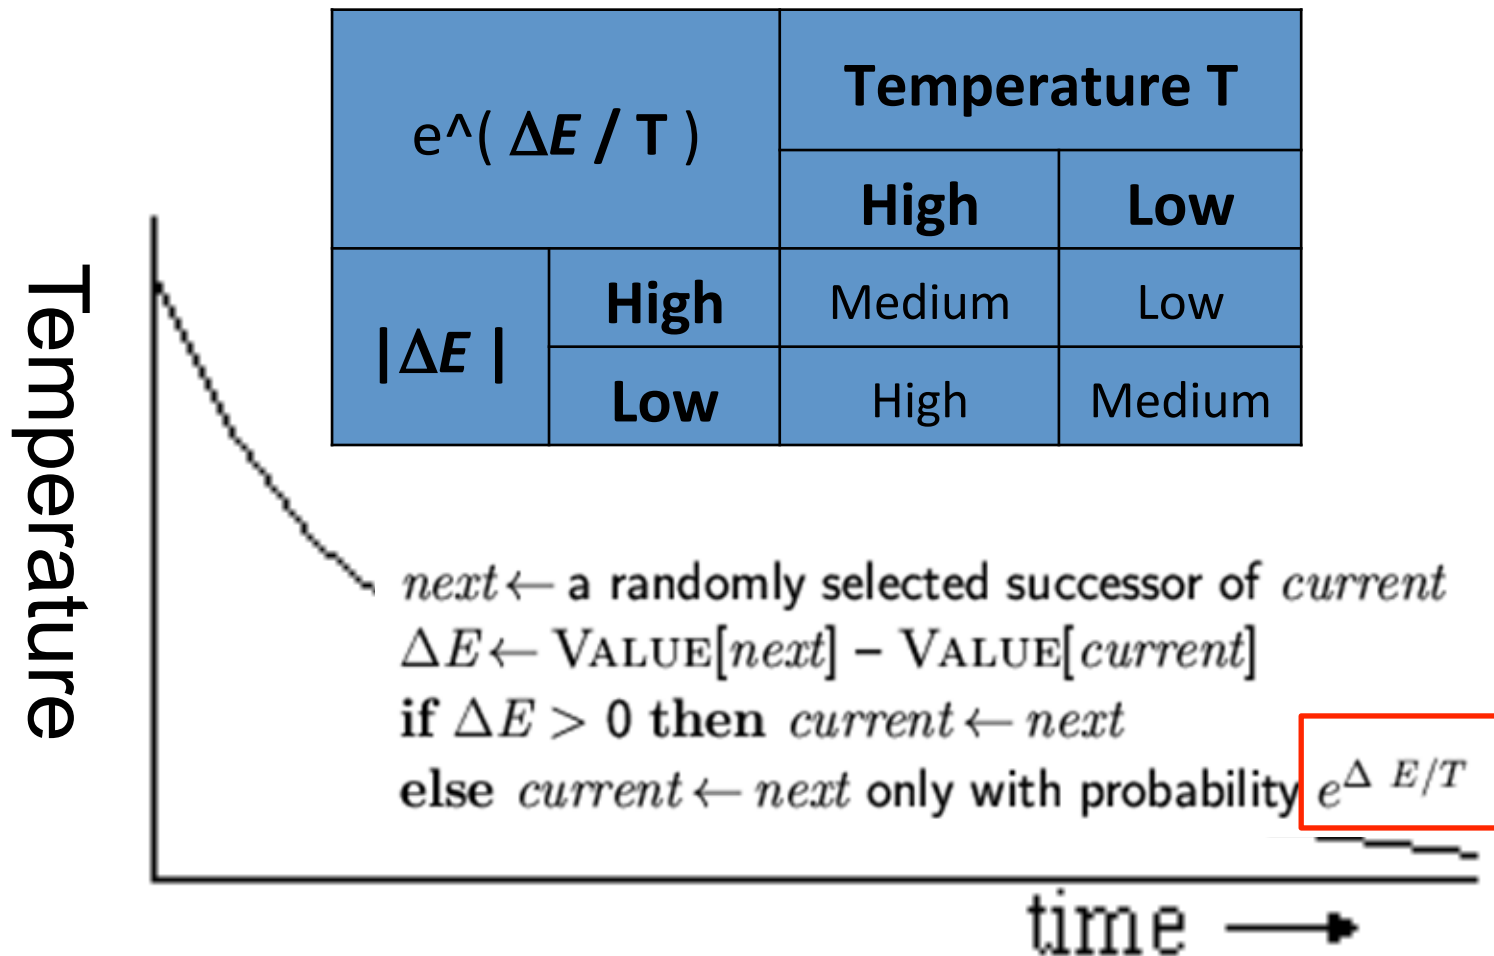 e^( ΔE / T )
Temperature T
High Low
|ΔE | High Medium Low
Low High Medium
Temperature
next ← a randomly selected successor of current
ΔE ← VALUE[next] – VALUE[current]
if ΔE > 0 then current ← next
else current ← next only with probability e^Δ E/T
time